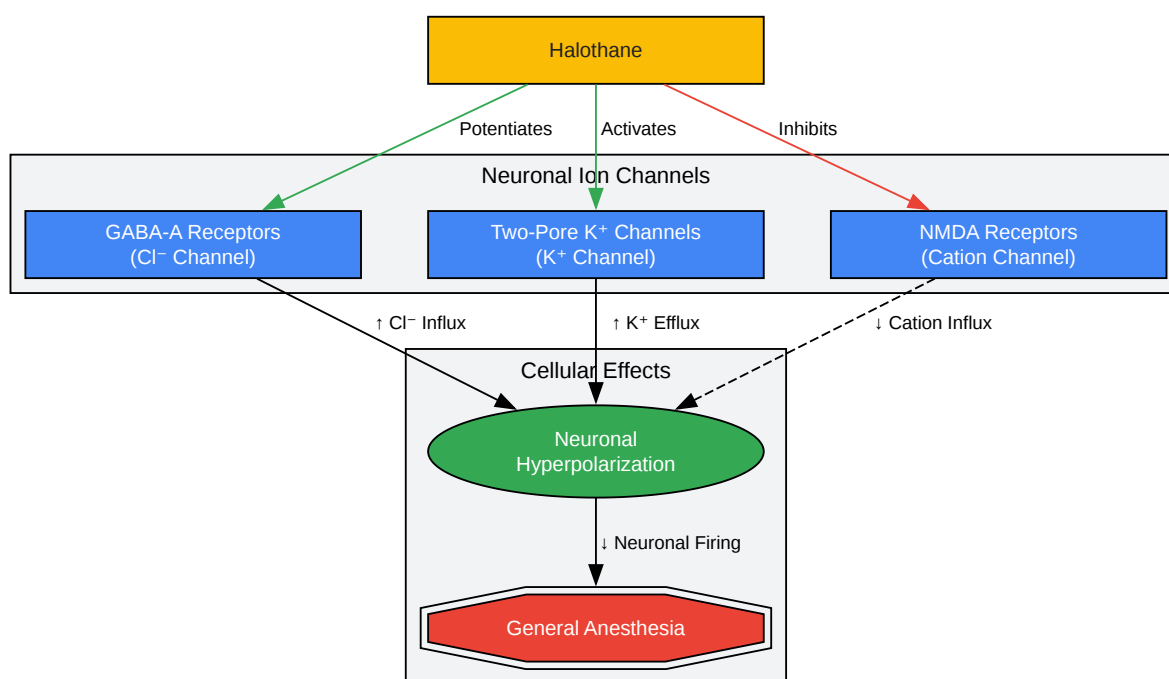 Halothane
Potentiates
Activates
Inhibits
Neuronal Ion Channels
GABA-A Receptors
(Cl⁻ Channel)
Two-Pore K⁺ Channels
(K⁺ Channel)
NMDA Receptors
(Cation Channel)
↑ Cl⁻ Influx
↑ K⁺ Efflux
↓ Cation Influx
Cellular Effects
Neuronal
Hyperpolarization
↓ Neuronal Firing
General Anesthesia